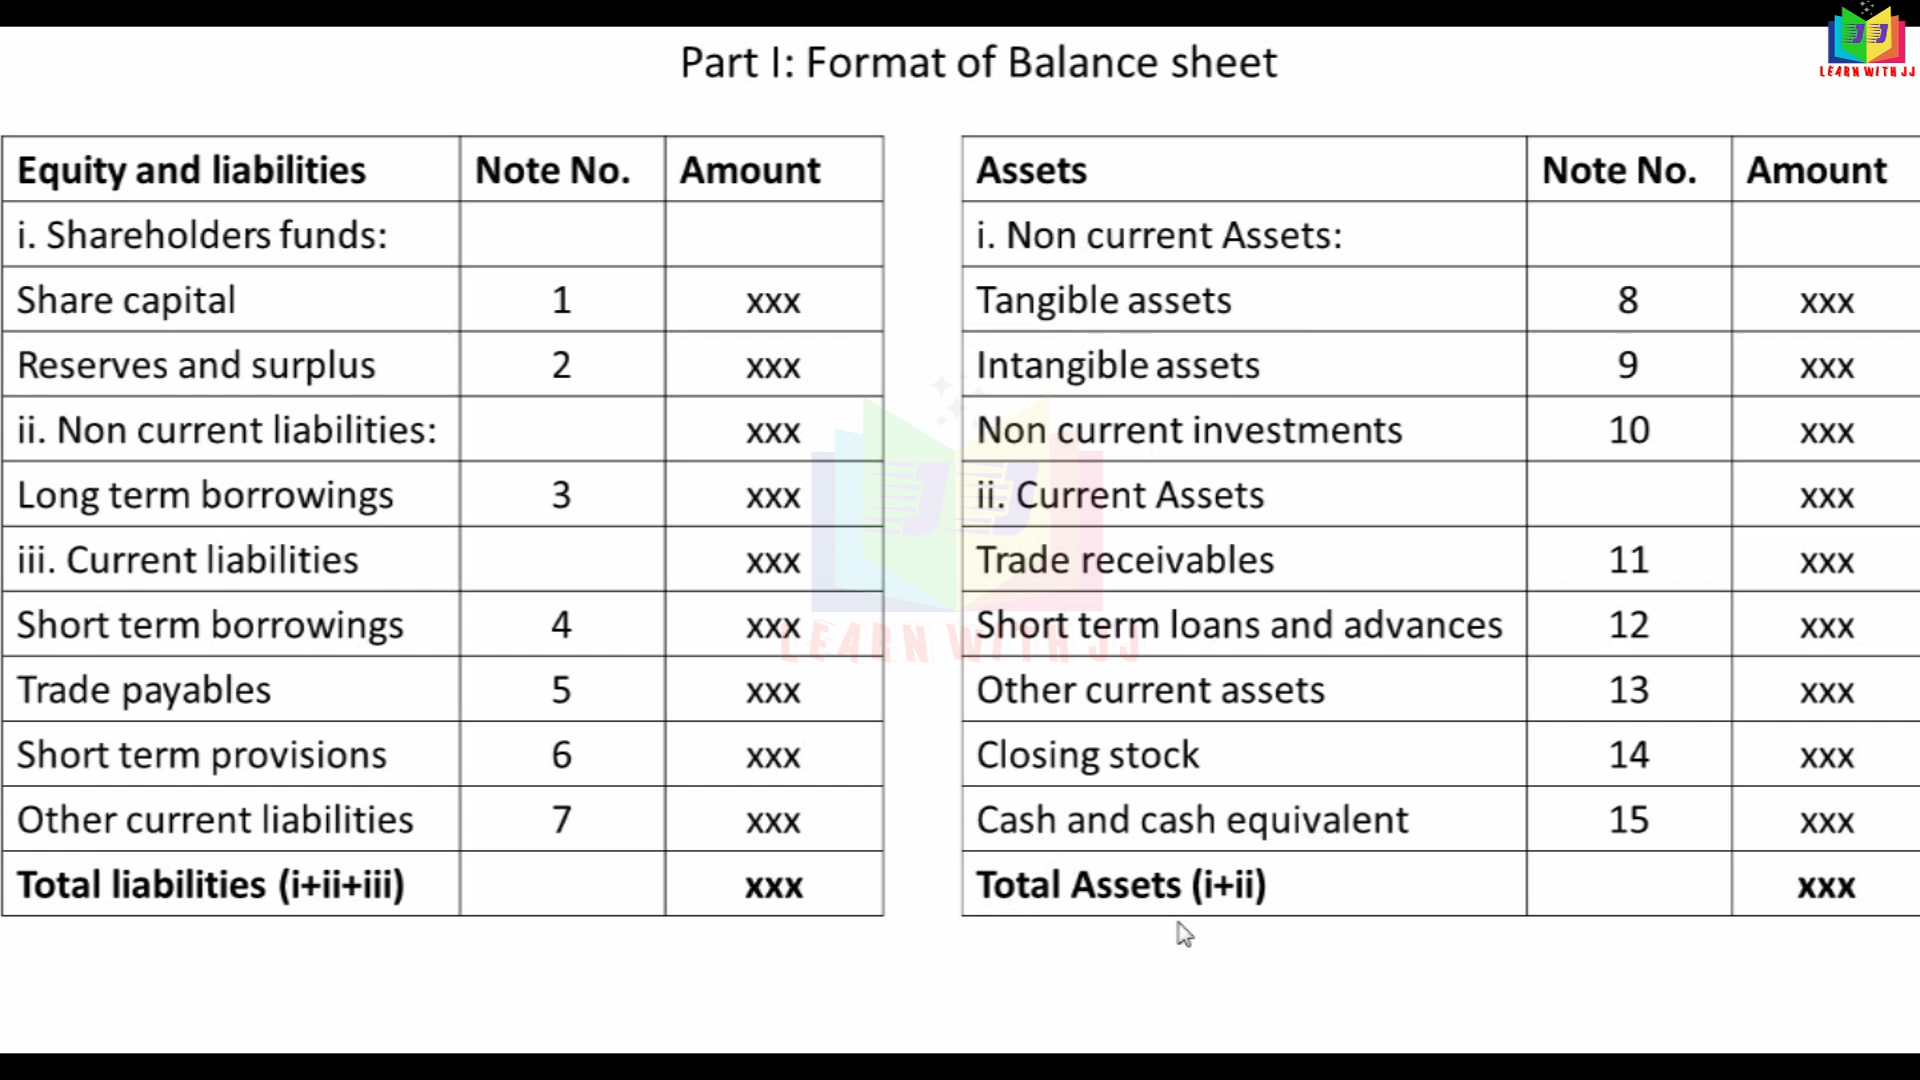 Part I: Format of Balance sheet
LEARN WITH JJ
Equity and liabilities Note No. Amount
i. Shareholders funds:
Share capital 1 xxx
Reserves and surplus 2 xxx
ii. Non current liabilities: xxx
Long term borrowings 3 xxx
iii. Current liabilities xxx
Short term borrowings 4 xxx
Trade payables 5 xxx
Short term provisions 6 xxx
Other current liabilities 7 xxx
Total liabilities (i+ii+iii) xxx
Assets Note No. Amount
i. Non current Assets:
Tangible assets 8 xxx
Intangible assets 9 xxx
Non current investments 10 xxx
ii. Current Assets xxx
Trade receivables 11 xxx
Short term loans and advances 12 xxx
Other current assets 13 xxx
Closing stock 14 xxx
Cash and cash equivalent 15 xxx
Total Assets (i+ii) xxx
JJ
LEARN WITH JJ